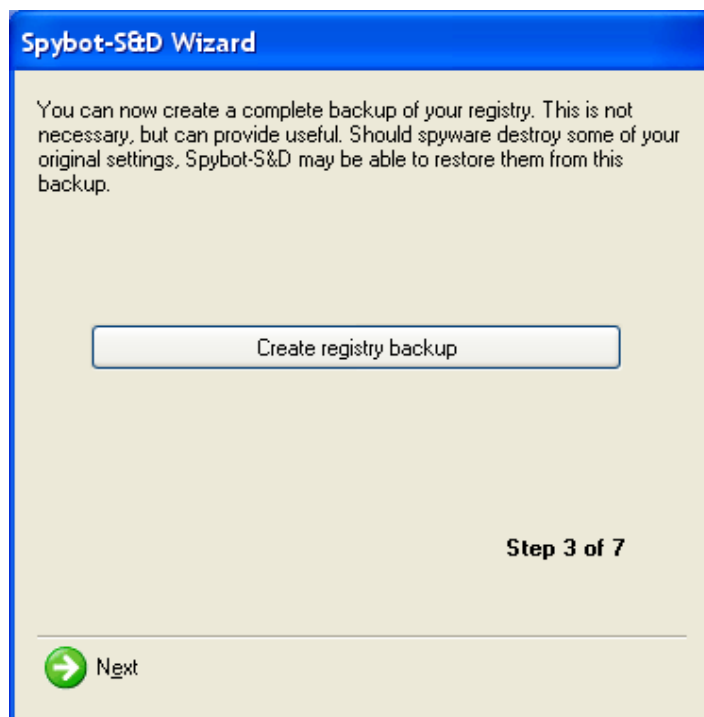 Spybot-S&D Wizard
You can now create a complete backup of your registry. This is not
necessary, but can provide useful. Should spyware destroy some of your
original settings, Spybot-S&D may be able to restore them from this
backup.
Create registry backup
Step 3 of 7
Next